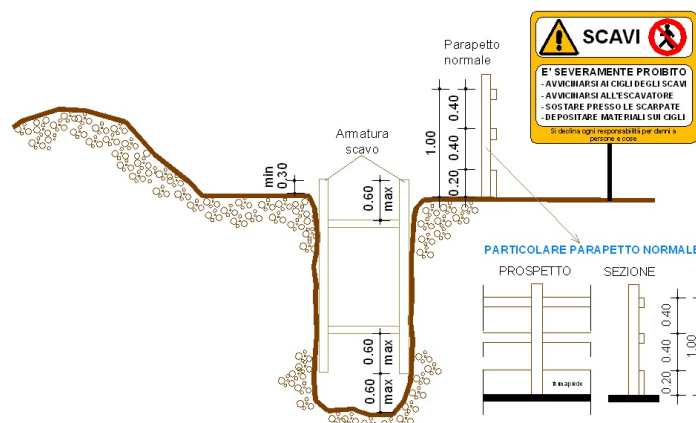 SCAVI
E' SEVERAMENTE PROIBITO
- AVVICINARSI AI CIGLI DEGLI SCAVI
- AVVICINARSI ALL'ESCAVATORE
- SOSTARE PRESSO LE SCARPATE
- DEPOSITARE MATERIALI SUI CIGLI
Si declina ogni responsabilità per danni a
persone e cose
Parapetto
normale
0.40
1.00
0.40
0.20
Armatura
scavo
min
0.30
0.60 max
0.60 max
0.60 max
PARTICOLARE PARAPETTO NORMALE
PROSPETTO
SEZIONE
0.40
0.40
1.00
0.20